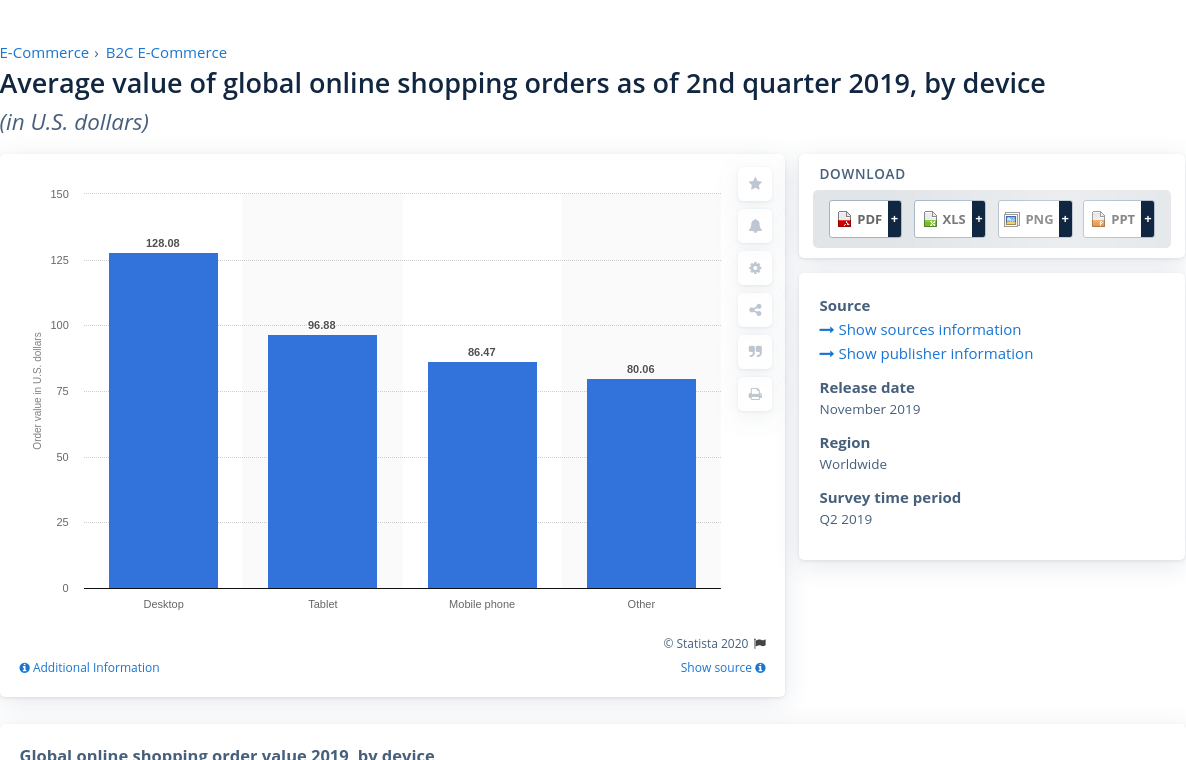 E-Commerce › B2C E-Commerce
Average value of global online shopping orders as of 2nd quarter 2019, by device
(in U.S. dollars)
150
125
100
75
50
25
0
Order value in U.S. dollars
128.08
96.88
86.47
80.06
Desktop
Tablet
Mobile phone
Other
© Statista 2020
Additional Information
Show source
DOWNLOAD
PDF + XLS + PNG + PPT +
Source
Show sources information
Show publisher information
Release date
November 2019
Region
Worldwide
Survey time period
Q2 2019
Global online shopping order value 2019, by device